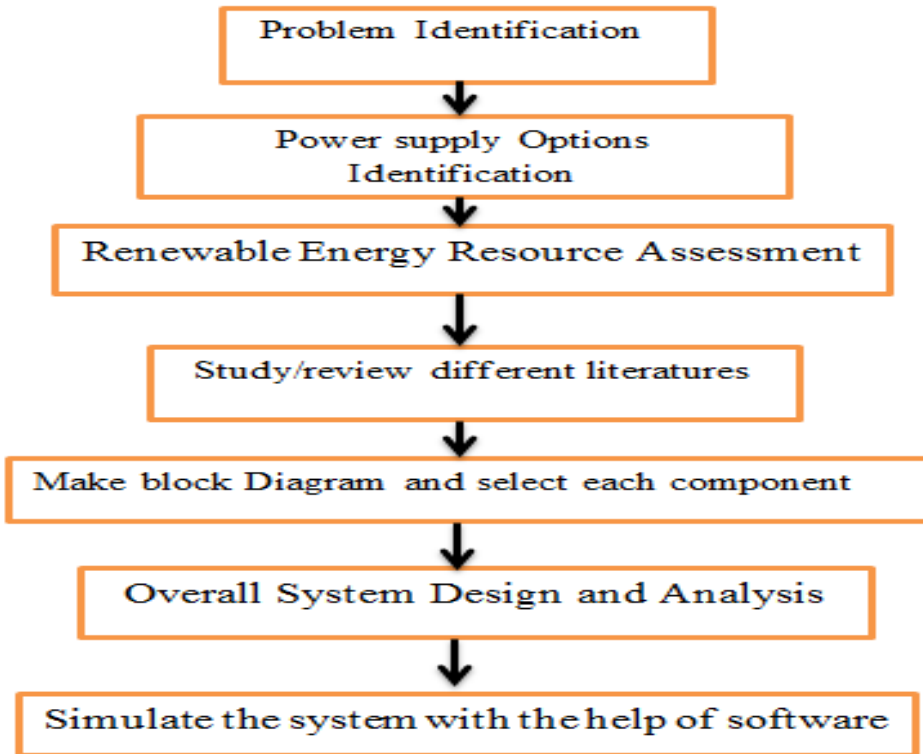 Problem Identification
Power supply Options
Identification
Renewable Energy Resource Assessment
Study/review different literatures
Make block Diagram and select each component
Overall System Design and Analysis
Simulate the system with the help of software